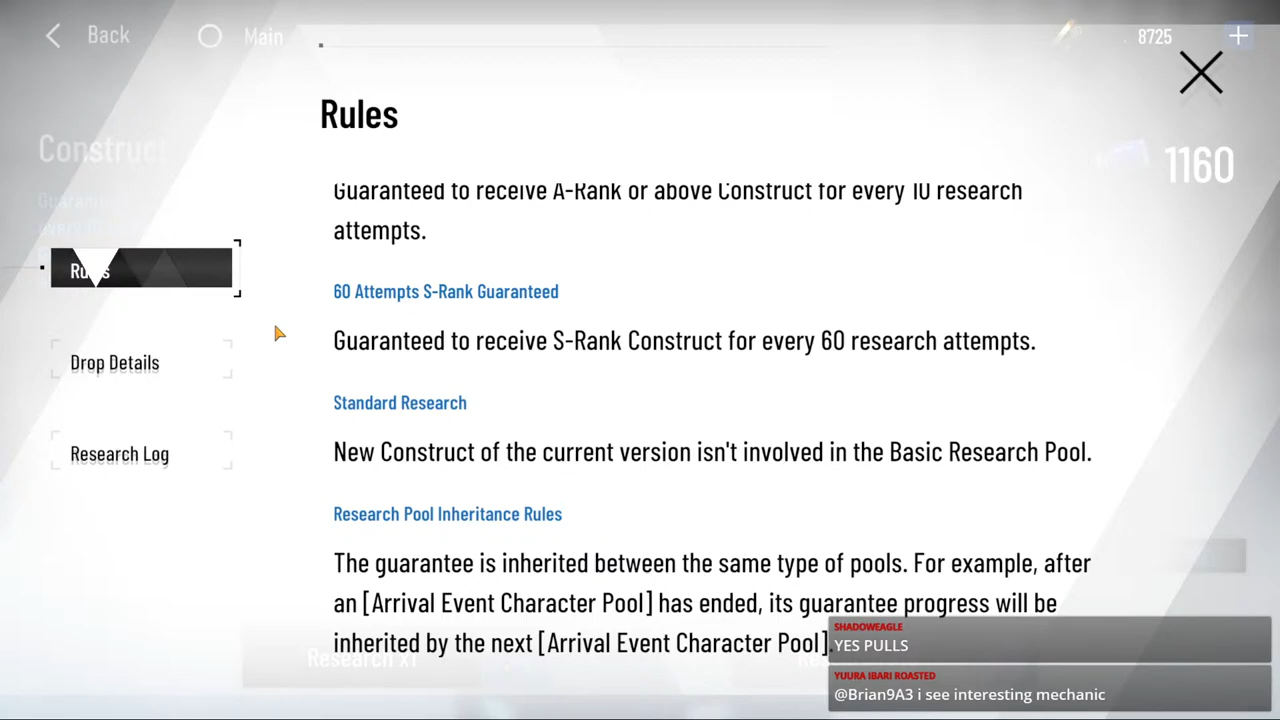 Back
Main
8725
Rules
1160
Construct
Guaranteed to receive A-Rank or above Construct for every 10 research
attempts.
Rules
60 Attempts S-Rank Guaranteed
Guaranteed to receive S-Rank Construct for every 60 research attempts.
Drop Details
Standard Research
New Construct of the current version isn't involved in the Basic Research Pool.
Research Log
Research Pool Inheritance Rules
The guarantee is inherited between the same type of pools. For example, after
an [Arrival Event Character Pool] has ended, its guarantee progress will be
inherited by the next [Arrival Event Character Pool].
Research x1
SHADOWEAGLE
YES PULLS
YUURA IBARI ROASTED
@Brian9A3 i see interesting mechanic